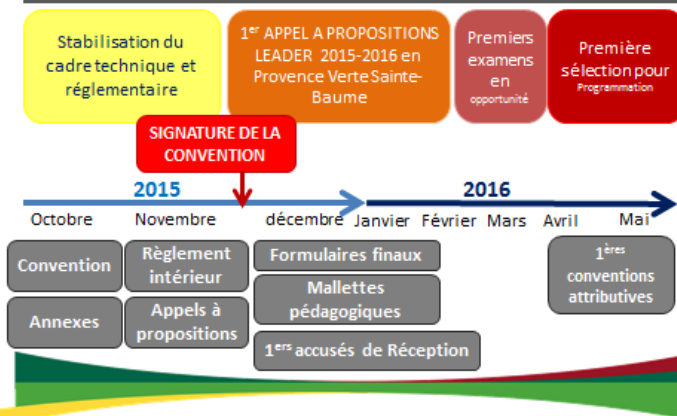 Stabilisation du
cadre technique et
réglementaire
1er APPEL A PROPOSITIONS
LEADER 2015-2016 en
Provence Verte Sainte-
Baume
Premiers
examens
en
opportunité
Première
sélection pour
Programmation
SIGNATURE DE LA
CONVENTION
2015
2016
Octobre
Novembre
décembre
Janvier
Février
Mars
Avril
Mai
Convention
Règlement
intérieur
Formulaires finaux
1ères
conventions
attributives
Mallettes
pédagogiques
Annexes
Appels à
propositions
1ers accusés de Réception